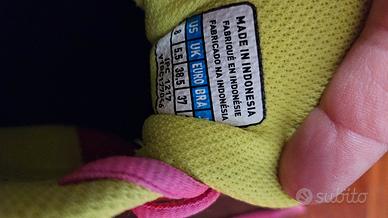 MADE IN INDONESIA
FABRIQUÉ EN INDONÉSIE
FABRICADO NA INDONÉSIA
US UK EURO BRA
8 5,5 38,5 37
subito